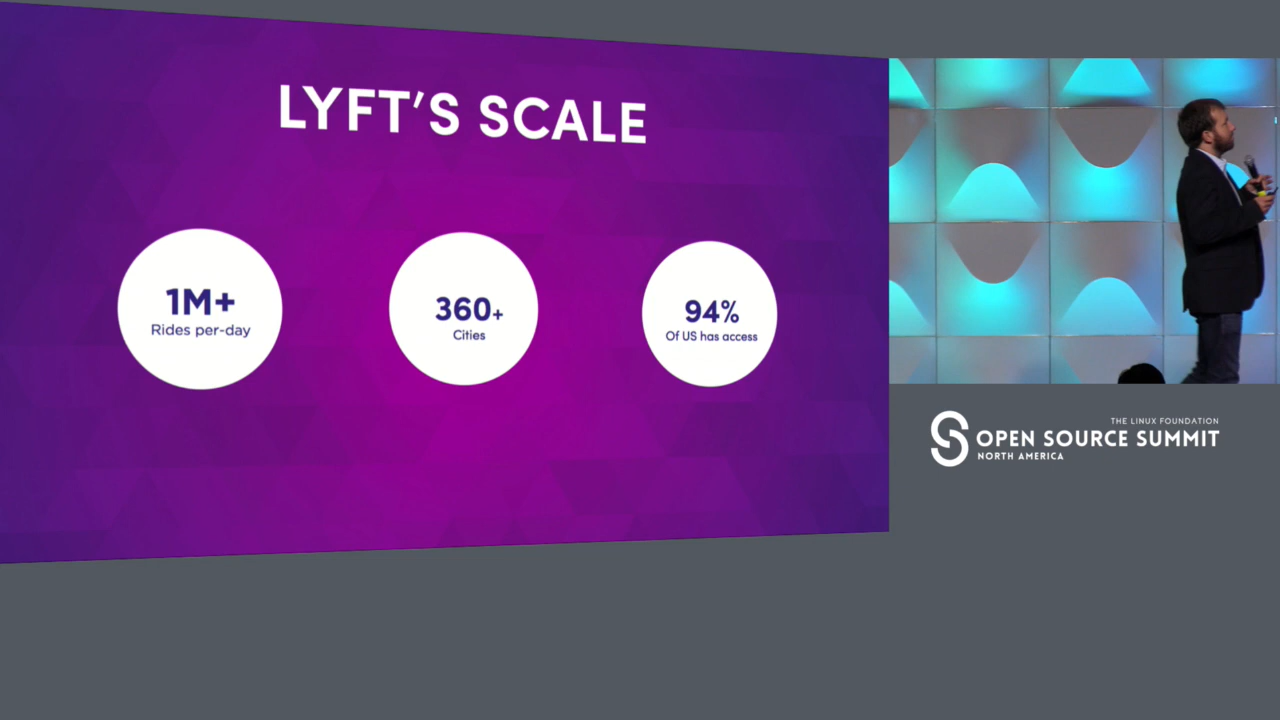 LYFT'S SCALE
1M+
Rides per-day
360+
Cities
94%
Of US has access
THE LINUX FOUNDATION
OPEN SOURCE SUMMIT
NORTH AMERICA